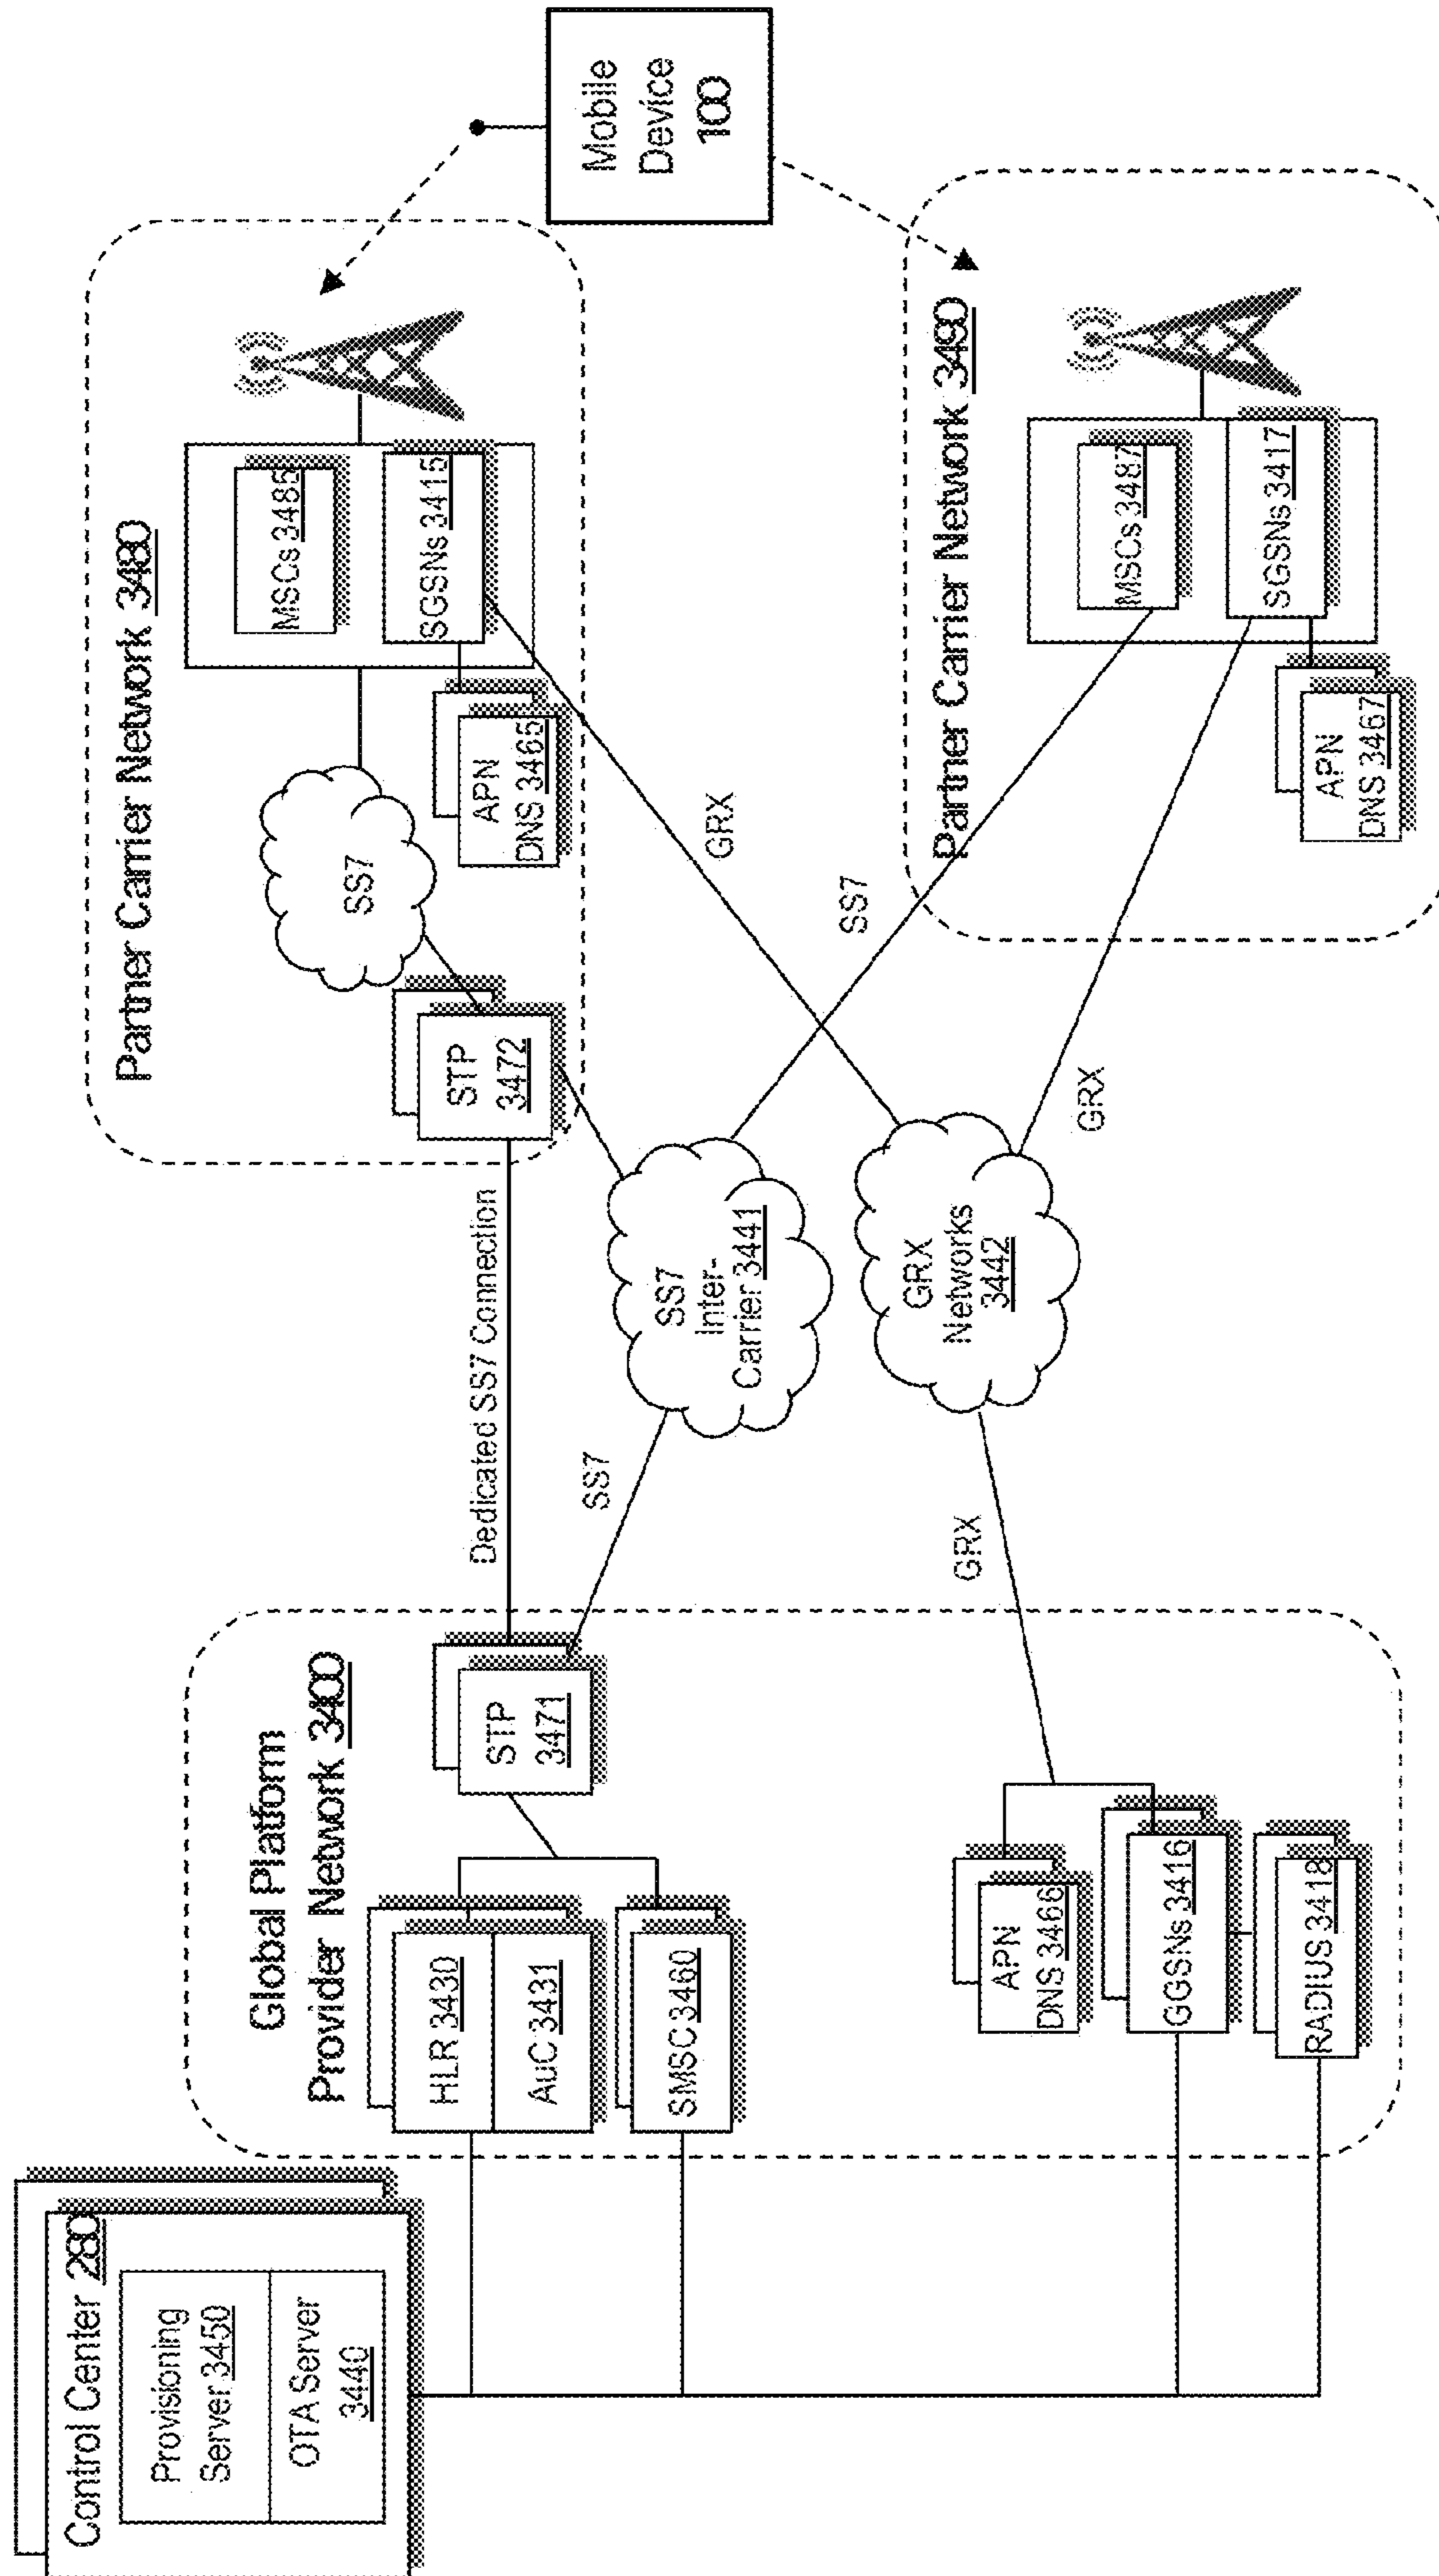 Control Center 280
Provisioning
Server 3450
OTA Server
3440
Global Platform
Provider Network 3400
HLR 3430
AuC 3431
SMSC 3460
STP
3471
APN
DNS 3466
GGSNs 3416
RADIUS 3418
Dedicated SS7 Connection
SS7
SS7
Inter-
Carrier 3441
GRX
GRX
Networks
3442
SS7
GRX
GRX
Partner Carrier Network 3480
STP
3472
SS7
APN
DNS 3465
MSCs 3485
SGSNs 3415
Partner Carrier Network 3490
APN
DNS 3467
MSCs 3487
SGSNs 3417
Mobile
Device
100